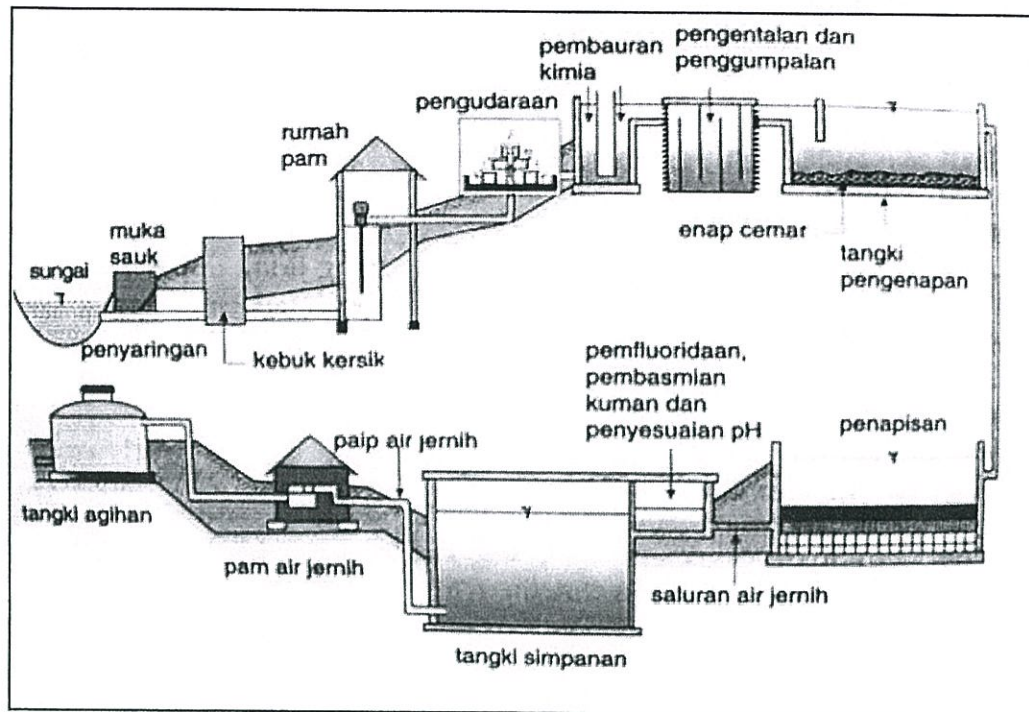 pembauran
kimia
pengentalan dan
penggumpalan
pengudaraan
rumah
pam
muka
sauk
sungai
penyaringan
kebuk kersik
enap cemar
tangki
pengenapan
pemfluoridaan,
pembasmian
kuman dan
penyesuaian pH
penapisan
paip air jernih
tangki agihan
pam air jernih
saluran air jernih
tangki simpanan